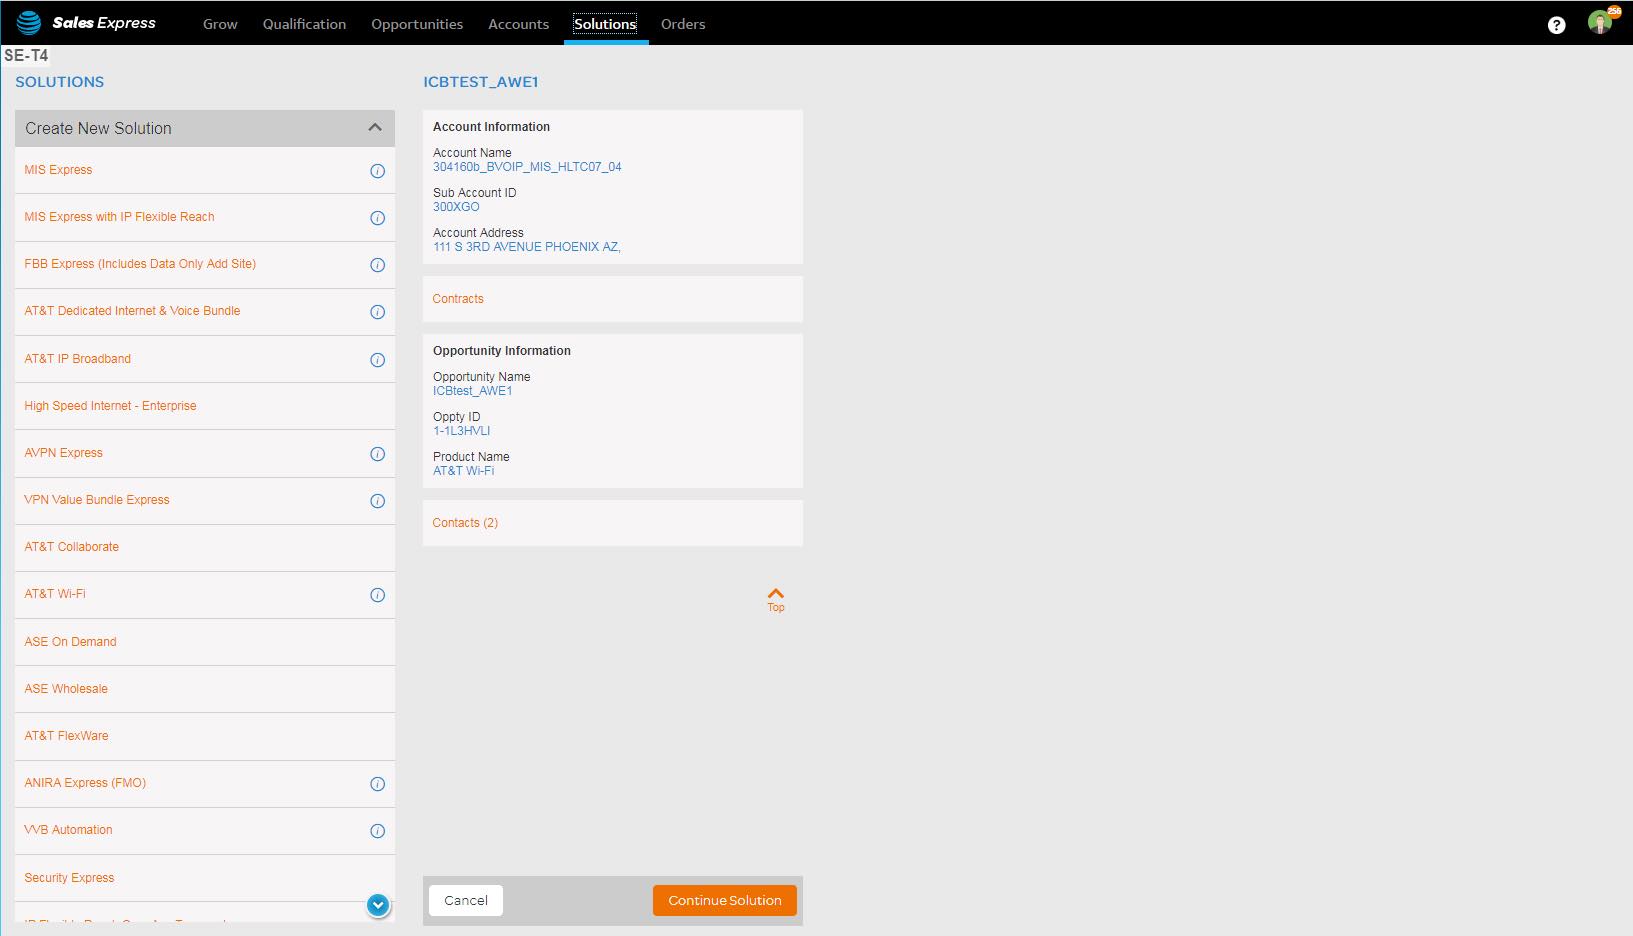 Sales Express
Grow
Qualification
Opportunities
Accounts
Solutions
Orders
?
256
SE-T4
SOLUTIONS
Create New Solution
MIS Express
MIS Express with IP Flexible Reach
FBB Express (Includes Data Only Add Site)
AT&T Dedicated Internet & Voice Bundle
AT&T IP Broadband
High Speed Internet - Enterprise
AVPN Express
VPN Value Bundle Express
AT&T Collaborate
AT&T Wi-Fi
ASE On Demand
ASE Wholesale
AT&T FlexWare
ANIRA Express (FMO)
VVB Automation
Security Express
ICBTEST_AWE1
Account Information
Account Name
304160b_BVOIP_MIS_HLTC07_04
Sub Account ID
300XGO
Account Address
111 S 3RD AVENUE PHOENIX AZ,
Contracts
Opportunity Information
Opportunity Name
ICBtest_AWE1
Oppty ID
1-1L3HVLI
Product Name
AT&T Wi-Fi
Contacts (2)
Top
Cancel
Continue Solution